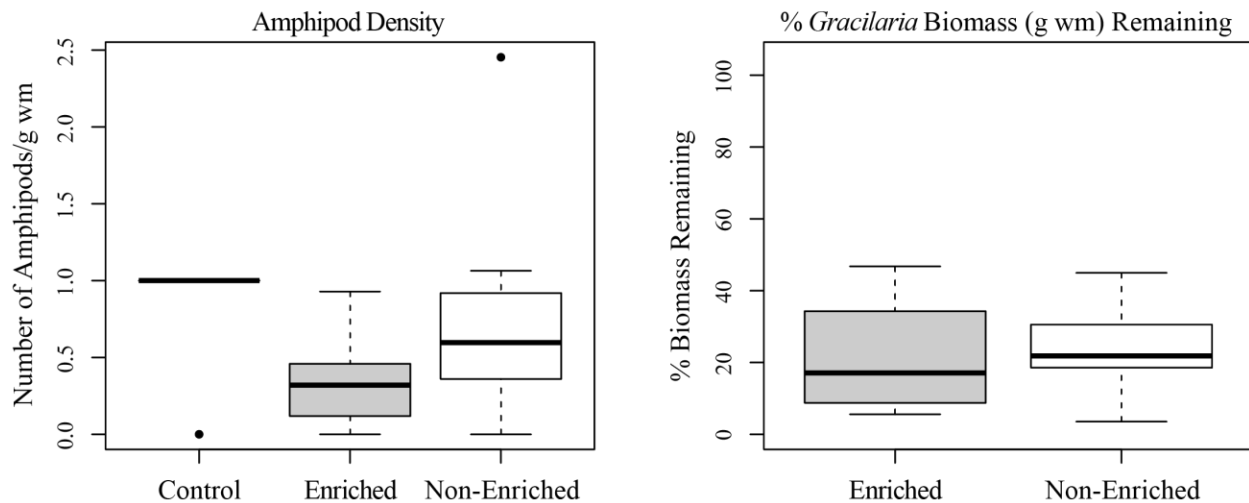 Amphipod Density
Number of Amphipods/g wm
2.5
2.0
1.5
1.0
0.5
0.0
Control Enriched Non-Enriched
% Gracilaria Biomass (g wm) Remaining
% Biomass Remaining
100
80
60
40
20
0
Enriched Non-Enriched